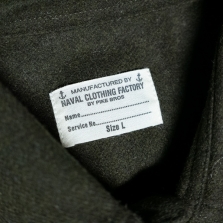 MANUFACTURED BY
NAVAL CLOTHING FACTORY
BY PIKE BROS.
Name....................
Service No....................
Size L